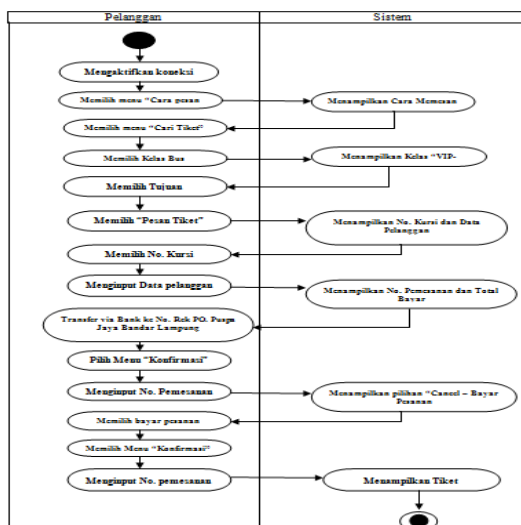 Pelanggan
Sistem
Mengaktifkan koneksi
Memilih menu “Cara pesan
Menampilkan Cara Memesan
Memilih menu “Cari Tiket”
Memilih Kelas Bus
Menampilkan Kelas “VIP-
Memilih Tujuan
Memilih “Pesan Tiket”
Menampilkan No. Kursi dan Data
Pelanggan
Memilih No. Kursi
Menginput Data pelanggan
Menampilkan No. Pemesanan dan Total
Bayar
Transfer via Bank ke No. Rek PO. Puspa
Jaya Bandar Lampung
Pilih Menu “Konfirmasi”
Menginput No. Pemesanan
Menampilkan pilihan “Cancel – Bayar
Pesanan
Memilih bayar pesanan
Memilih Menu “Konfirmasi”
Menginput No. pemesanan
Menampilkan Tiket